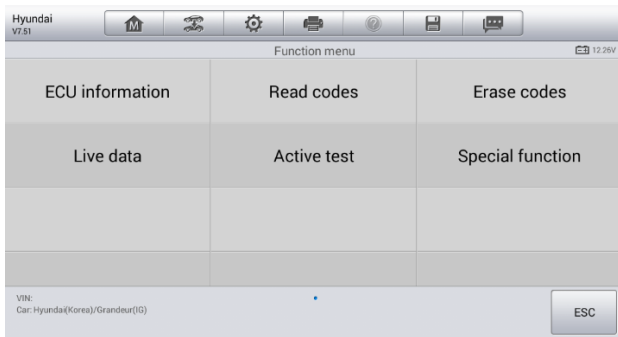 Hyundai
V7.51
M
?
Function menu
12.26V
ECU information
Read codes
Erase codes
Live data
Active test
Special function
VIN:
Car: Hyundai(Korea)/Grandeur(IG)
ESC